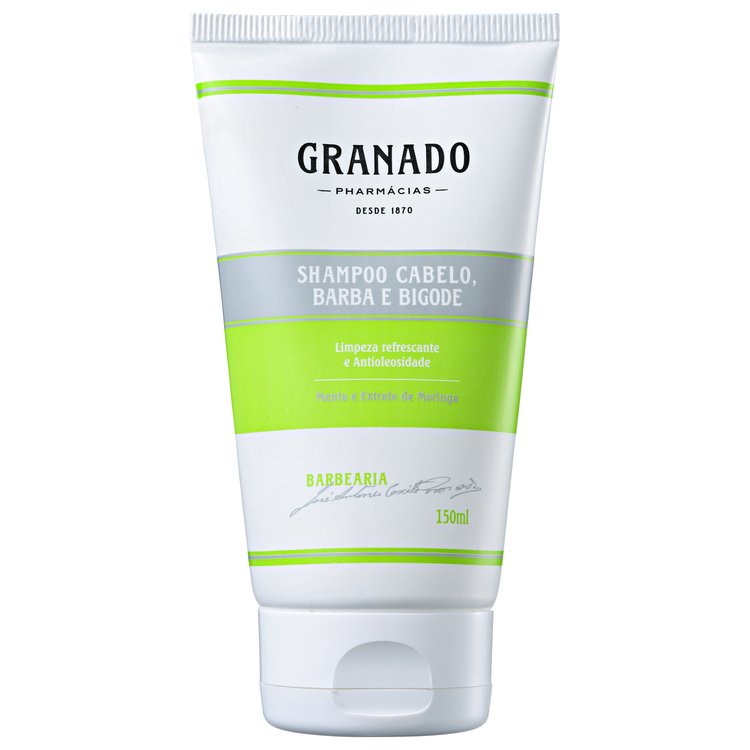 GRANADO
PHARMÁCIAS
DESDE 1870
SHAMPOO CABELO,
BARBA E BIGODE
Limpeza refrescante
e Antioleosidade
Menta e Extrato de Moringa
BARBEARIA
150ml